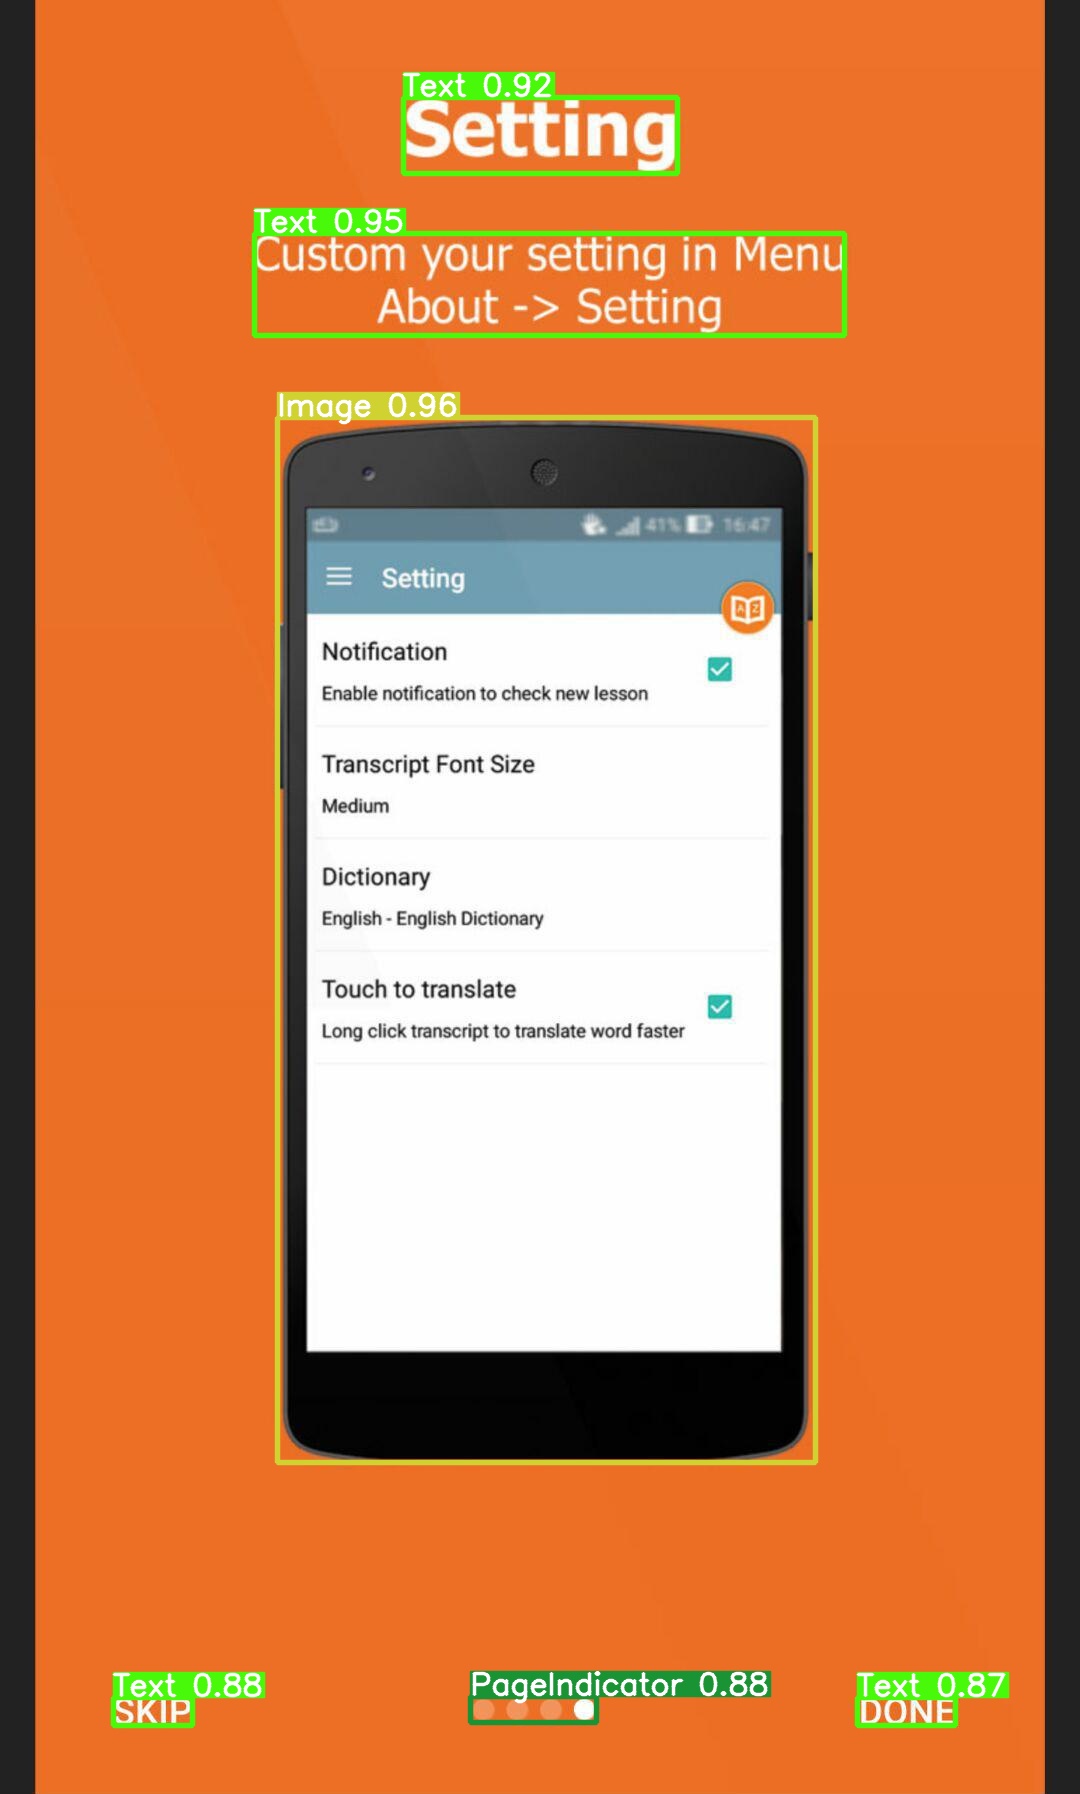 Text 0.92
Setting
Text 0.95
Custom your setting in Menu
About -> Setting
Image 0.96
41% 16:47
Setting
A Z
Notification
Enable notification to check new lesson
Transcript Font Size
Medium
Dictionary
English - English Dictionary
Touch to translate
Long click transcript to translate word faster
Text 0.88 PageIndicator 0.88 Text 0.87
SKIP DONE